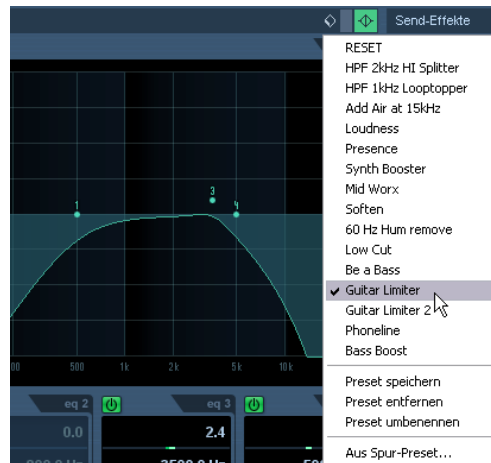 Send-Effekte
RESET
HPF 2kHz HI Splitter
HPF 1kHz Looptopper
Add Air at 15kHz
Loudness
Presence
Synth Booster
Mid Worx
Soften
60 Hz Hum remove
Low Cut
Be a Bass
Guitar Limiter
Guitar Limiter 2
Phoneline
Bass Boost
Preset speichern
Preset entfernen
Preset umbenennen
Aus Spur-Preset...
1
3
4
500 1k 2k 5k 10k
eq 2 eq 3
0.0 2.4